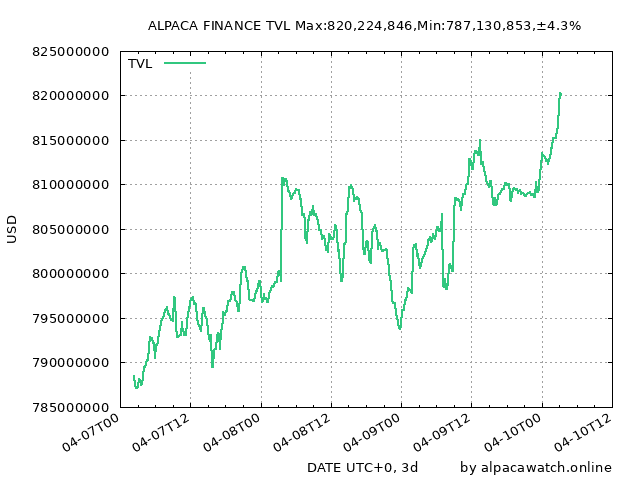 ALPACA FINANCE TVL Max:820,224,846,Min:787,130,853,±4.3%
825000000
TVL
820000000
815000000
810000000
805000000
USD
800000000
795000000
790000000
785000000
04-07T00 04-07T12 04-08T00 04-08T12 04-09T00 04-09T12 04-10T00 04-10T12
DATE UTC+0, 3d by alpacawatch.online